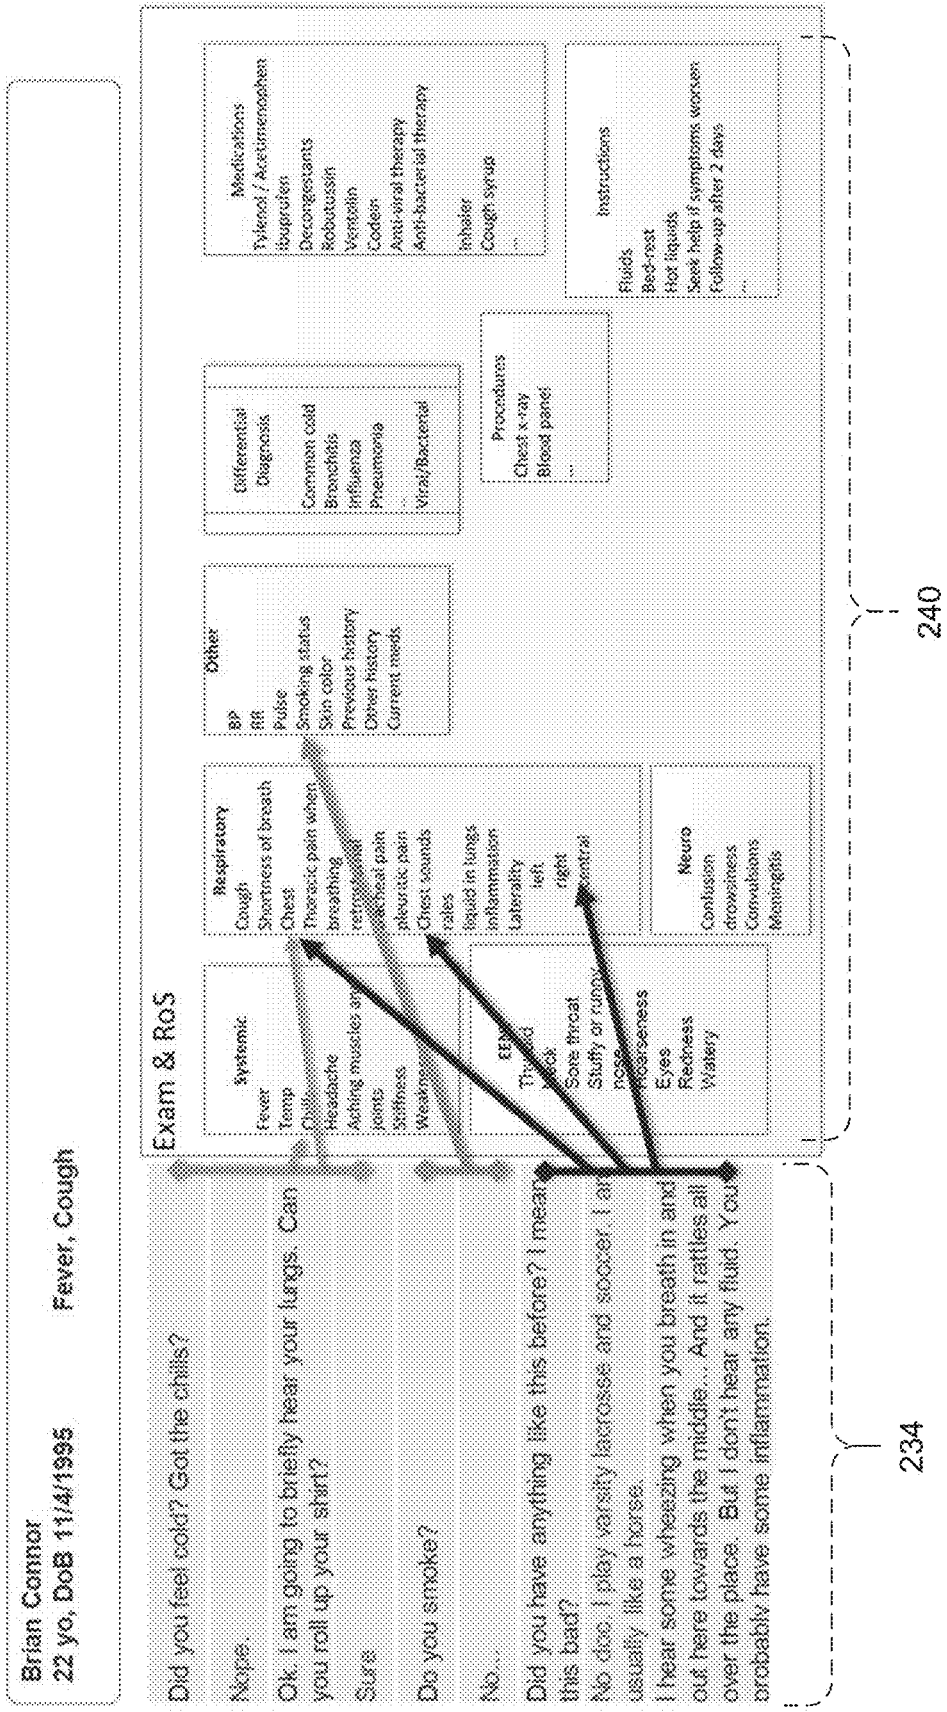 Brian Connor
22 yo, DoB 11/4/1995 Fever, Cough
Did you feel cold? Got the chills?
Nope.
Ok. I am going to briefly hear your lungs. Can
you roll up your shirt?
Sure
Do you smoke?
No...
Did you have anything like this before? I mean
this bad?
No doc. I play varsity lacrosse and soccer. I am
usually like a horse.
I hear some wheezing when you breath in and
out here towards the middle... And it rattles all
over the place. But I don't hear any fluid. You
probably have some inflammation.
234
Exam & RoS
Systemic
Fever
Temp
Chills
Headache
Aching muscles and
joints
Stiffness
EENT
Sore throat
Stuffy or runny
nose
Hoarseness
Eyes
Redness
Watery
Respiratory
Cough
Shortness of breath
Chest
Thoracic pain when
breathing
pleuritic pain
Chest sounds
rales
liquid in lungs
inflammation
Laterality
left
right
central
Neuro
Confusion
drowsiness
Convulsions
Meningitis
Other
BP
RR
Pulse
Smoking status
Skin color
Previous history
Other history
Current meds
Differential
Diagnosis
Common cold
Bronchitis
Influenza
Pneumonia
..
Viral/Bacterial
Procedures
Chest x-ray
Blood panel
...
Medications
Tylenol / Acetimenophen
Ibuprofen
Decongestants
Robutussin
Ventolin
Codein
Anti-viral therapy
Anti-bacterial therapy
Inhaler
Cough syrup
...
Instructions
Fluids
Bed-rest
Hot liquids
Seek help if symptoms worsen
Follow-up after 2 days
...
240